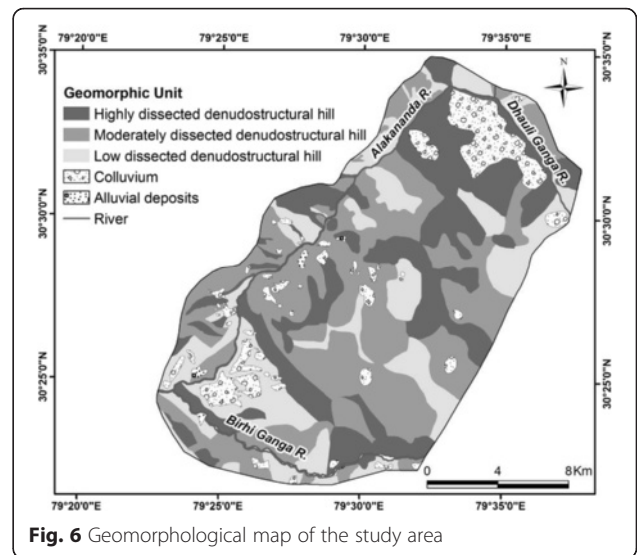 79°20'0"E 79°25'0"E 79°30'0"E 79°35'0"E
30°35'0"N
30°35'0"N
N
Geomorphic Unit
Highly dissected denudostructural hill
Moderately dissected denudostructural hill
Low dissected denudostructural hill
Colluvium
Alluvial deposits
River
Alakananda R.
Dhauli Ganga R.
30°30'0"N
30°30'0"N
30°25'0"N
30°25'0"N
Birhi Ganga R.
0 4 8Km
79°20'0"E 79°25'0"E 79°30'0"E 79°35'0"E
Fig. 6 Geomorphological map of the study area